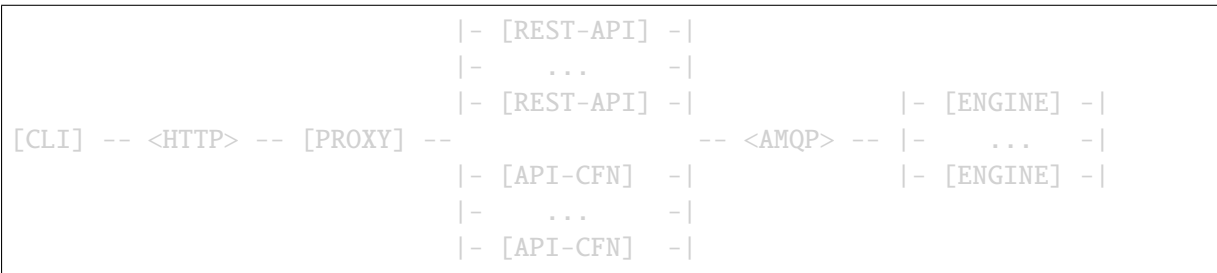 |- [REST-API] -|
|- ... -|
|- [REST-API] -| |- [ENGINE] -|
[CLI] -- <HTTP> -- [PROXY] -- -- <AMQP> -- |- ... -|
|- [API-CFN] -| |- [ENGINE] -|
|- ... -|
|- [API-CFN] -|